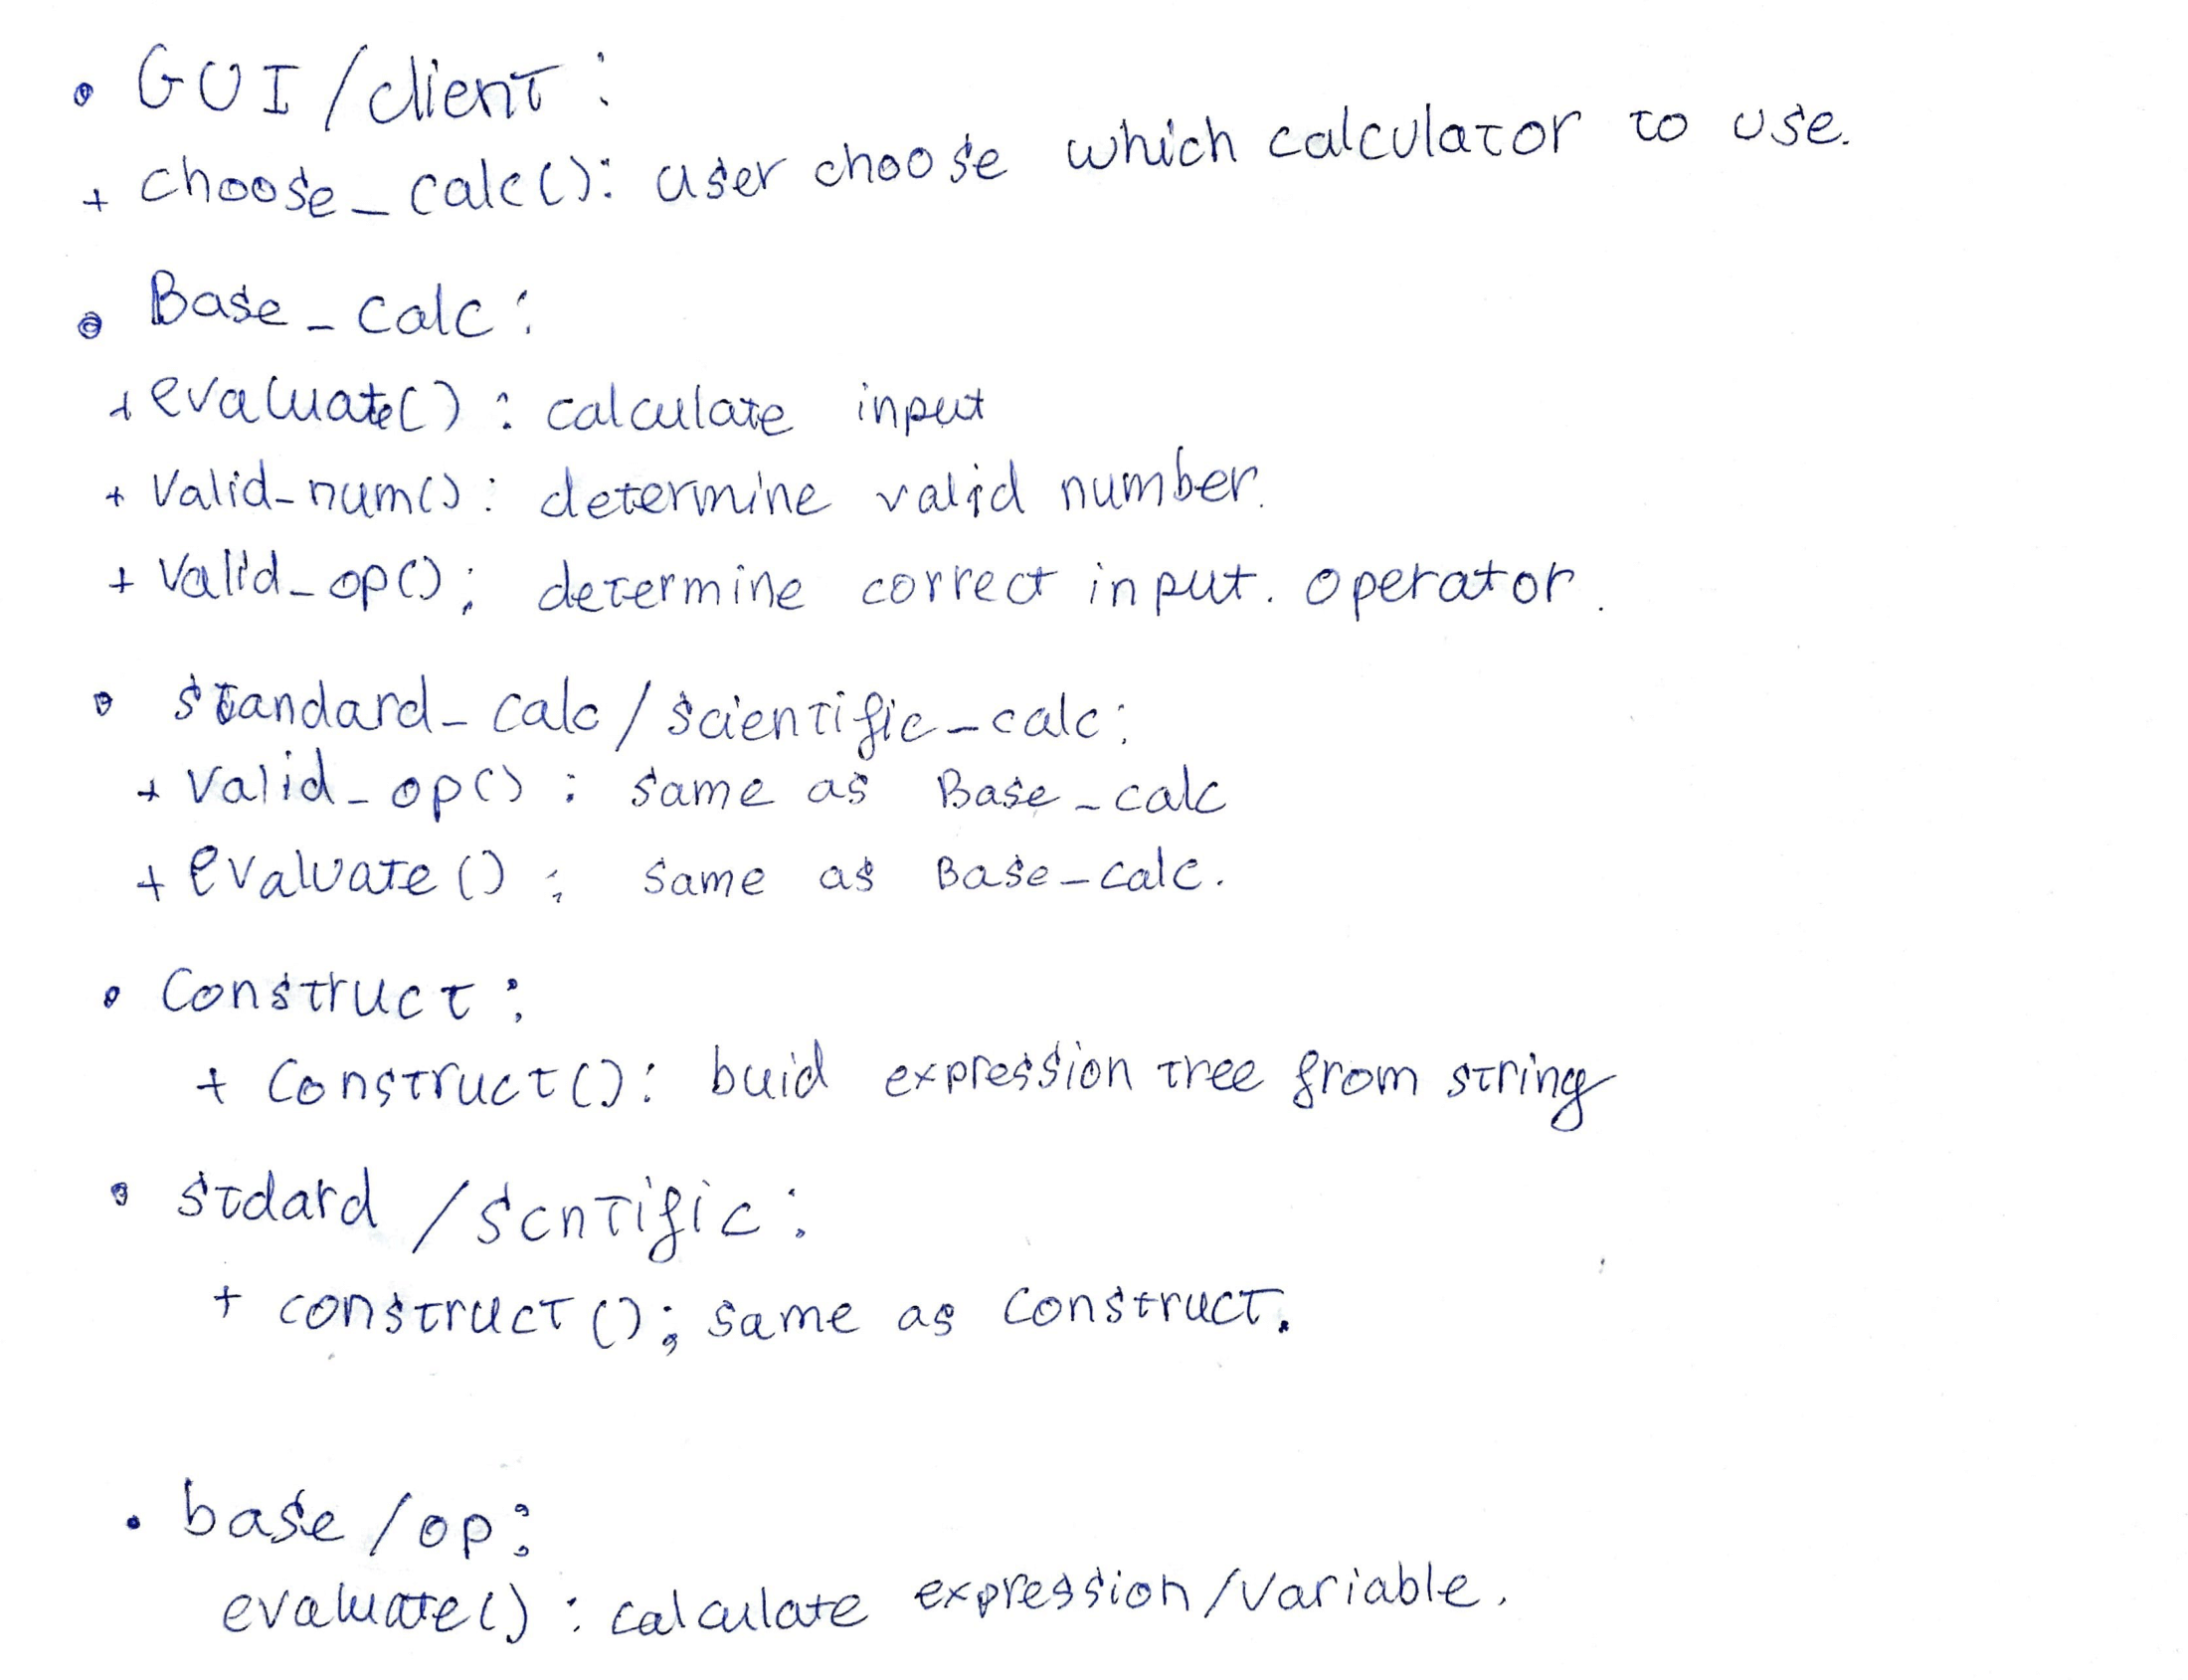 • GUI/client:
+ choose_calc(): user choose which calculator to use.
• Base_calc:
+ evaluate() : calculate input
+ Valid_num() : determine valid number.
+ Valid_op() : determine correct input. operator.
• standard_calc/scientific_calc:
+ Valid_op() : same as Base_calc
+ evaluate() : same as Base_calc.
• Construct :
+ Construct(): buid expression tree from string
• stdard /scntific :
+ construct(): same as construct.
• base/op:
evaluate() : calculate expression/variable.